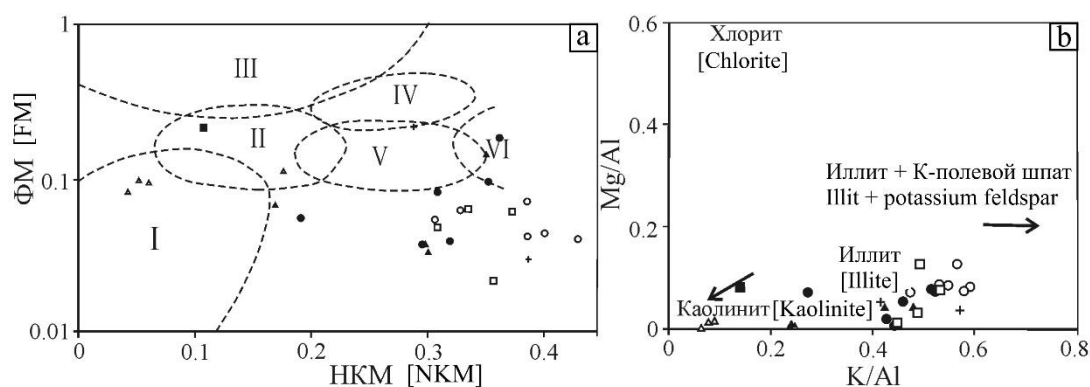 a
1
0.1
0.01
ФМ [FM]
0
0.1
0.2
0.3
0.4
НКМ [NKM]
I
II
III
IV
V
VI
b
0.6
0.4
0.2
0
Mg/Al
0
0.2
0.4
0.6
0.8
K/Al
Хлорит
[Chlorite]
Иллит + К-полевой шпат
Illit + potassium feldspar
Иллит
[Illite]
Каолинит [Kaolinite]